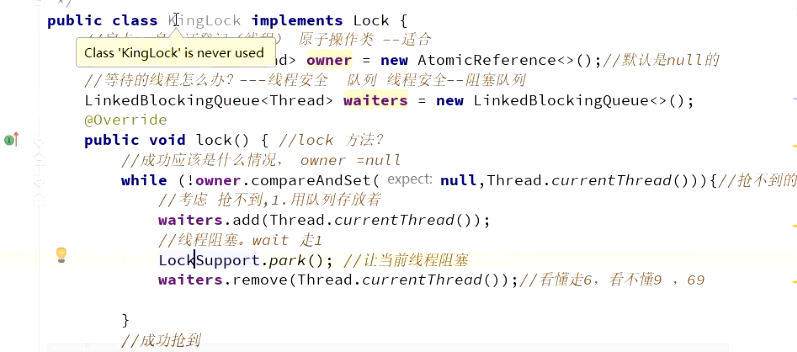 */
public class KingLock implements Lock {
原子操作类 --适合
Class 'KingLock' is never used
d> owner = new AtomicReference<>();//默认是null的
//等待的线程怎么办？---线程安全 队列 线程安全--阻塞队列
LinkedBlockingQueue<Thread> waiters = new LinkedBlockingQueue<>();
@Override
public void lock() { //lock 方法？
//成功应该是什么情况， owner =null
while (!owner.compareAndSet( expect: null,Thread.currentThread())){//抢不到的
//考虑 抢不到,1.用队列存放着
waiters.add(Thread.currentThread());
//线程阻塞。wait 走1
LockSupport.park(); //让当前线程阻塞
waiters.remove(Thread.currentThread());//看懂走6，看不懂9 ，69
}
//成功抢到